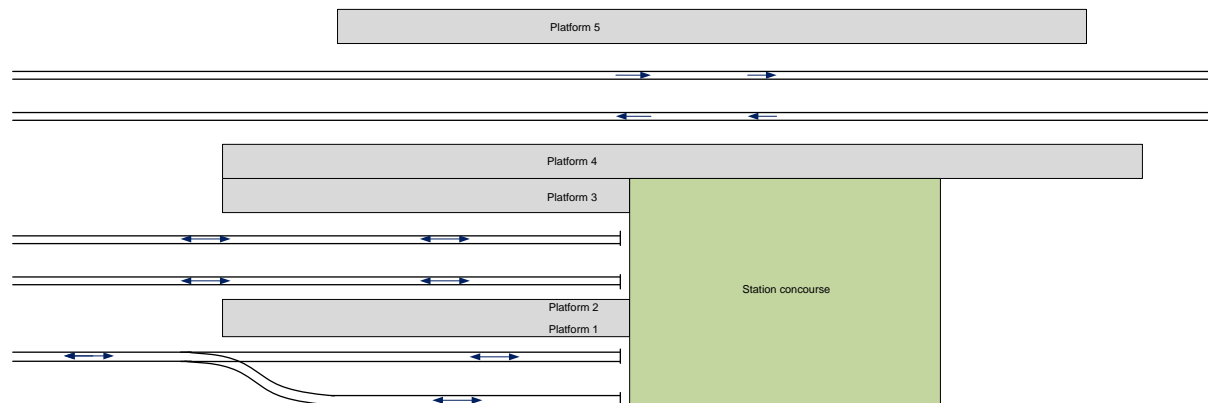 Platform 5
Platform 4
Platform 3
Station concourse
Platform 2
Platform 1